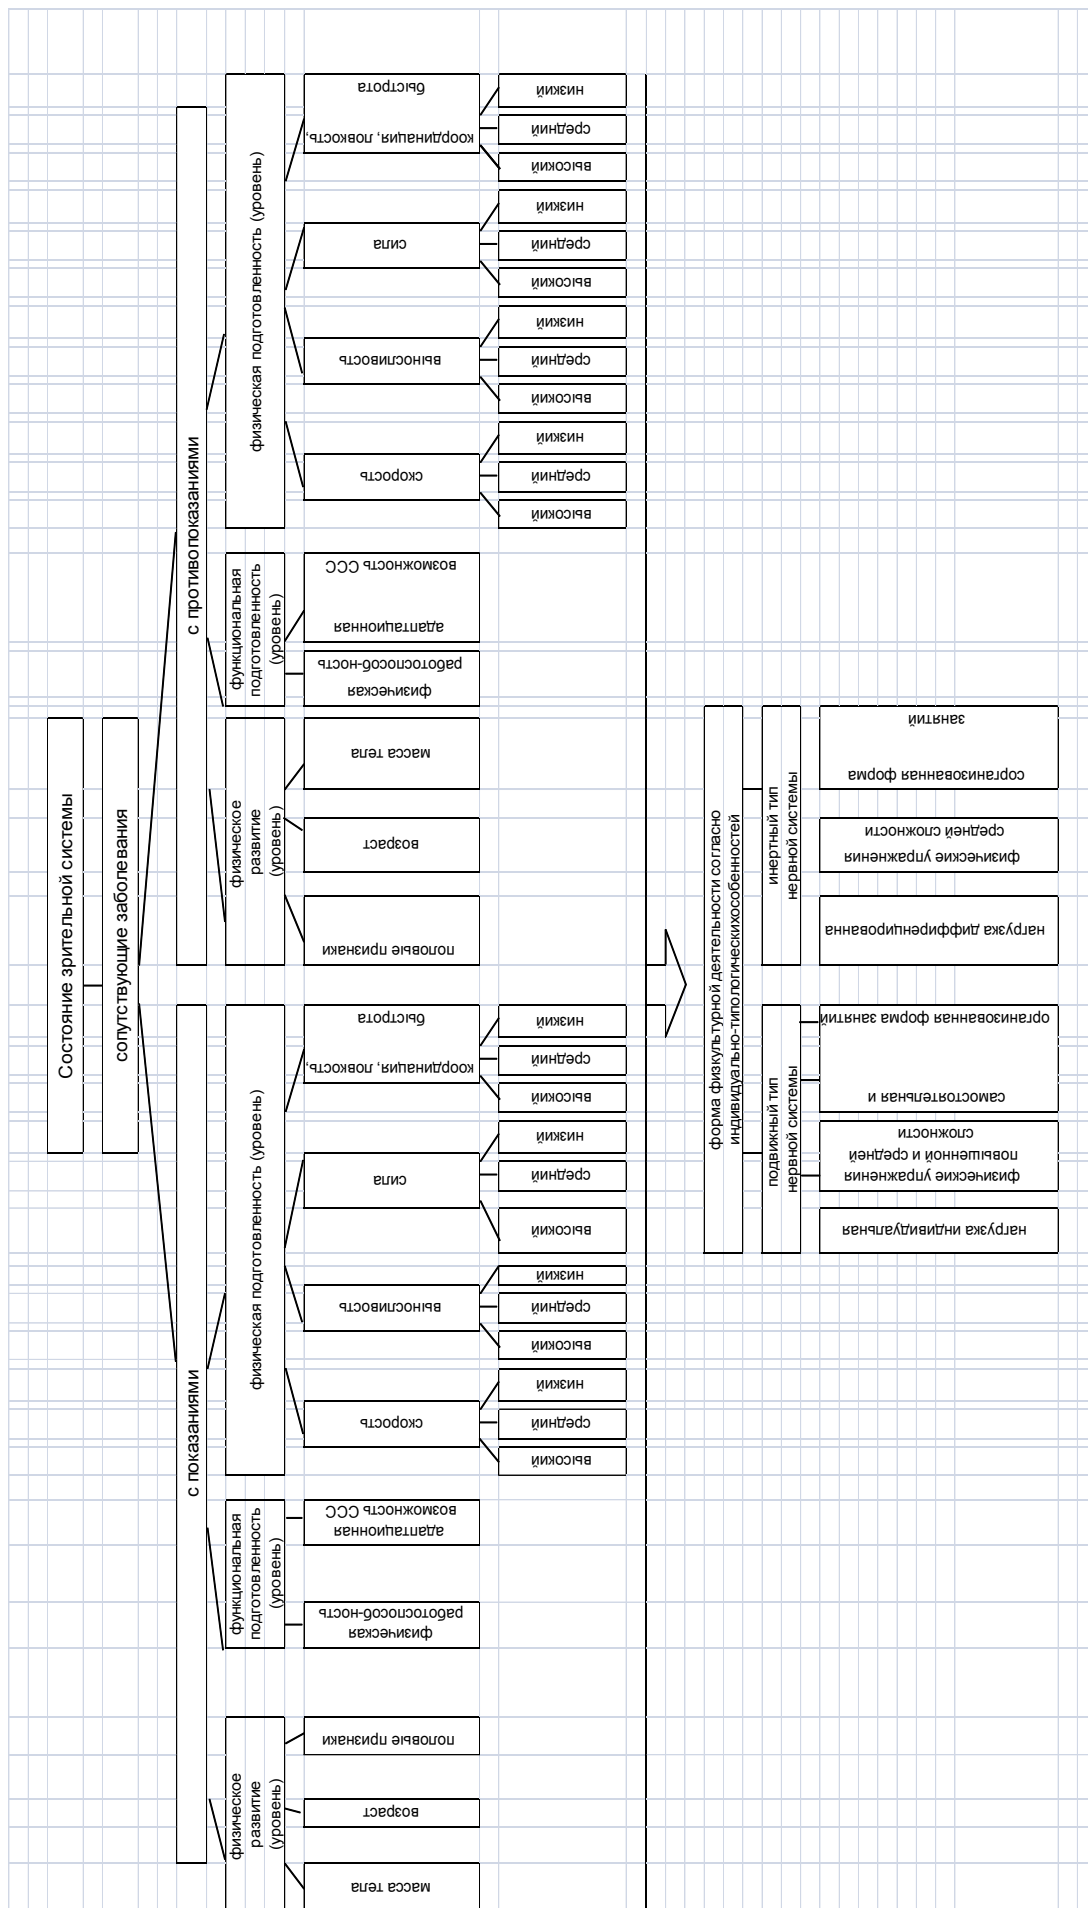 Состояние зрительной системы
сопутствующие заболевания
с показаниями
с противопоказаниями
физическое
развитие
(уровень)
масса тела
возраст
половые признаки
функциональная
подготовленность
(уровень)
физическая
работоспособ-ность
адаптационная
возможность ССС
физическая подготовленность (уровень)
скорость
высокий
средний
низкий
выносливость
высокий
средний
низкий
сила
высокий
средний
низкий
координация, ловкость,
быстрота
высокий
средний
низкий
физическое
развитие
(уровень)
половые признаки
возраст
масса тела
функциональная
подготовленность
(уровень)
физическая
работоспособ-ность
адаптационная
возможность ССС
физическая подготовленность (уровень)
скорость
высокий
средний
низкий
выносливость
высокий
средний
низкий
сила
высокий
средний
низкий
координация, ловкость,
быстрота
высокий
средний
низкий
форма физкультурной деятельности согласно
индивидуально-типологическихособенностей
подвижный тип
нервной системы
нагрузка индивидуальная
физические упражнения
повышенной и средней
сложности
самостоятельная и
организованная форма занятий
инертный тип
нервной системы
нагрузка диффиренцированна
физические упражнения
средней сложности
сорганизованная форма
занятий